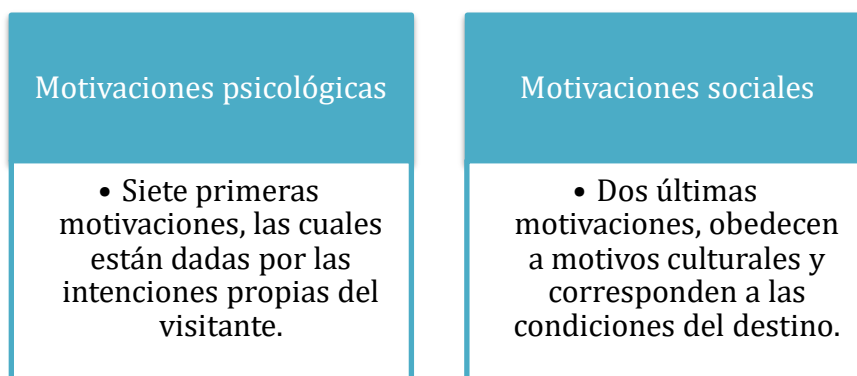 Motivaciones psicológicas
• Siete primeras
motivaciones, las cuales
están dadas por las
intenciones propias del
visitante.
Motivaciones sociales
• Dos últimas
motivaciones, obedecen
a motivos culturales y
corresponden a las
condiciones del destino.